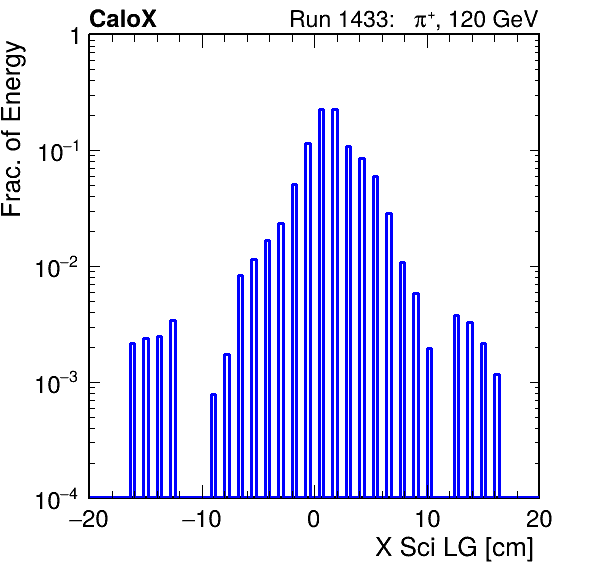 CaloX Run 1433: π⁺, 120 GeV
Frac. of Energy
1
10⁻¹
10⁻²
10⁻³
10⁻⁴
−20 −10 0 10 20
X Sci LG [cm]